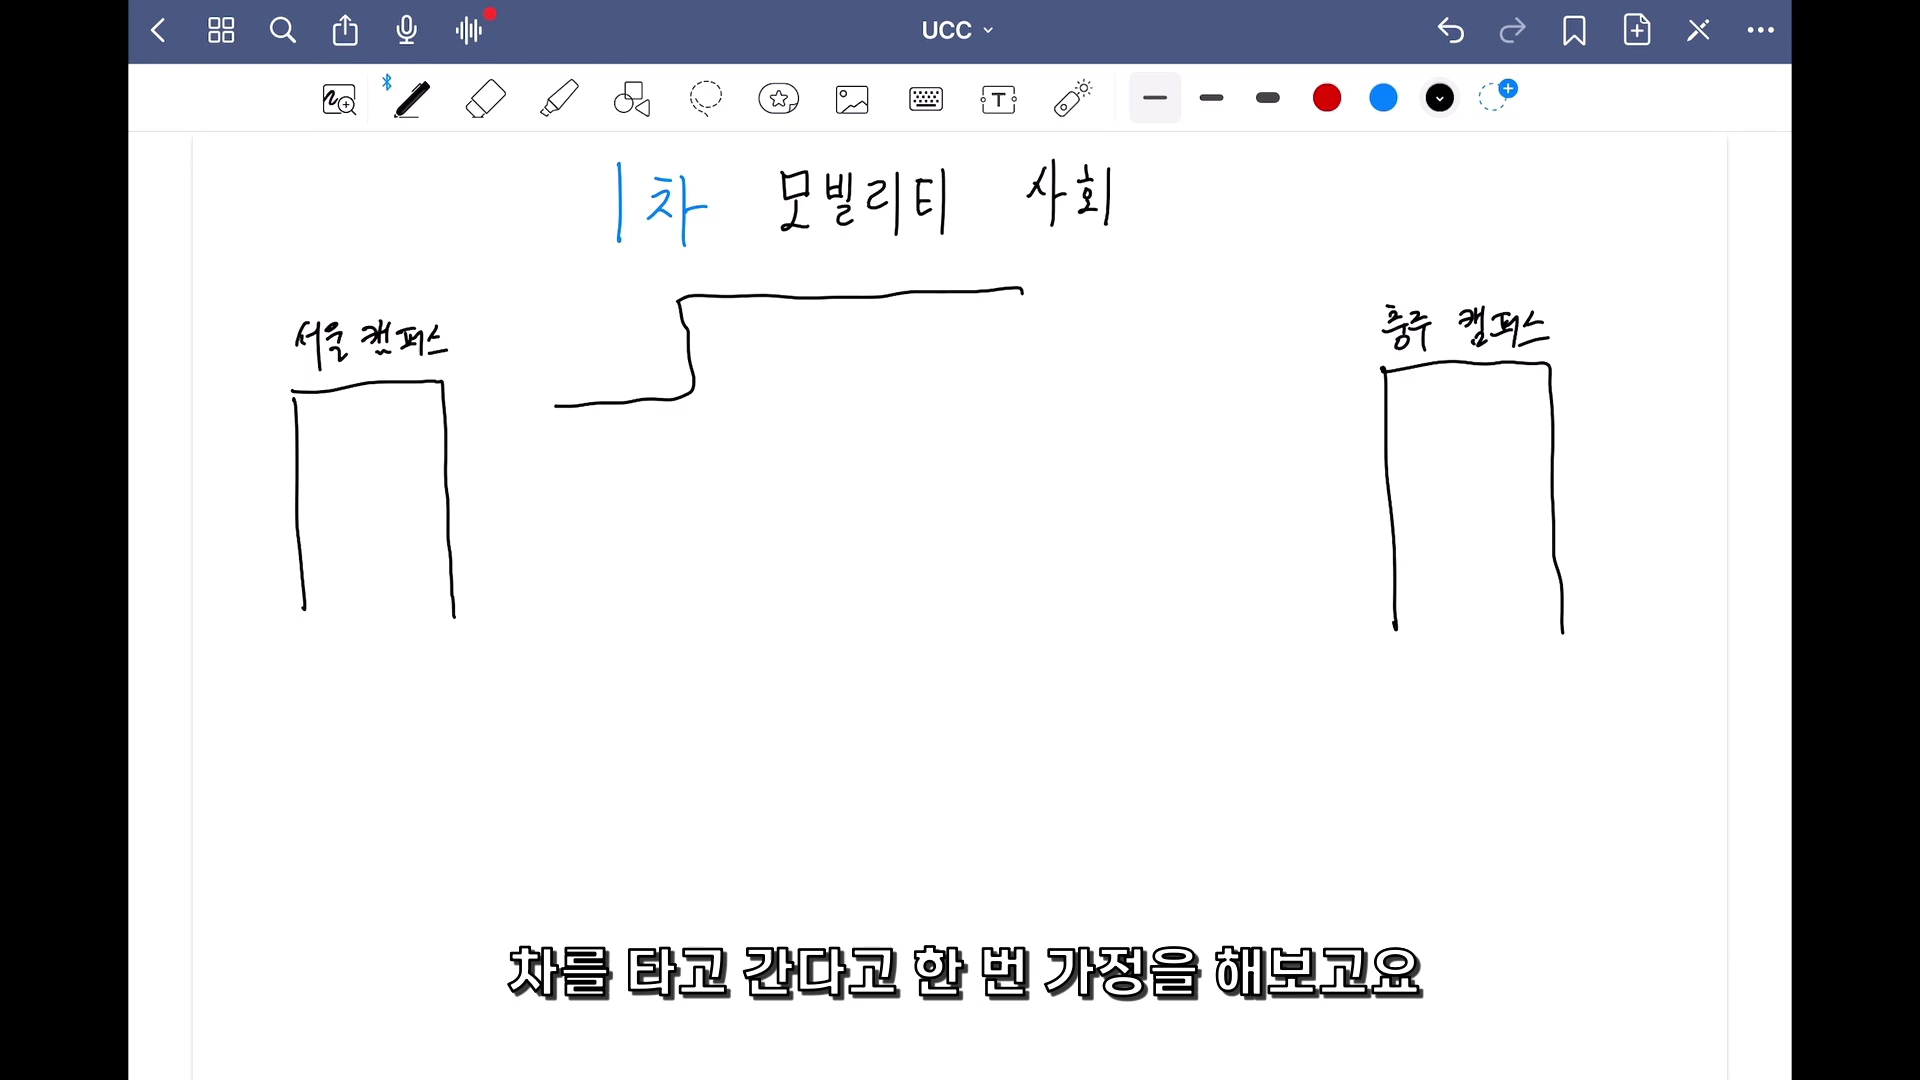 UCC
1차 모빌리티 사회
서울 캠퍼스
충주 캠퍼스
차를 타고 간다고 한 번 가정을 해보고요